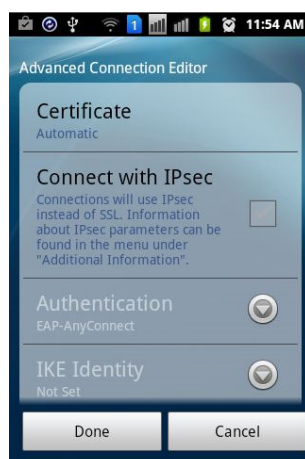 1 11:54 AM
Advanced Connection Editor
Certificate
Automatic
Connect with IPsec
Connections will use IPsec
instead of SSL. Information
about IPsec parameters can be
found in the menu under
"Additional Information".
Authentication
EAP-AnyConnect
IKE Identity
Not Set
Done Cancel